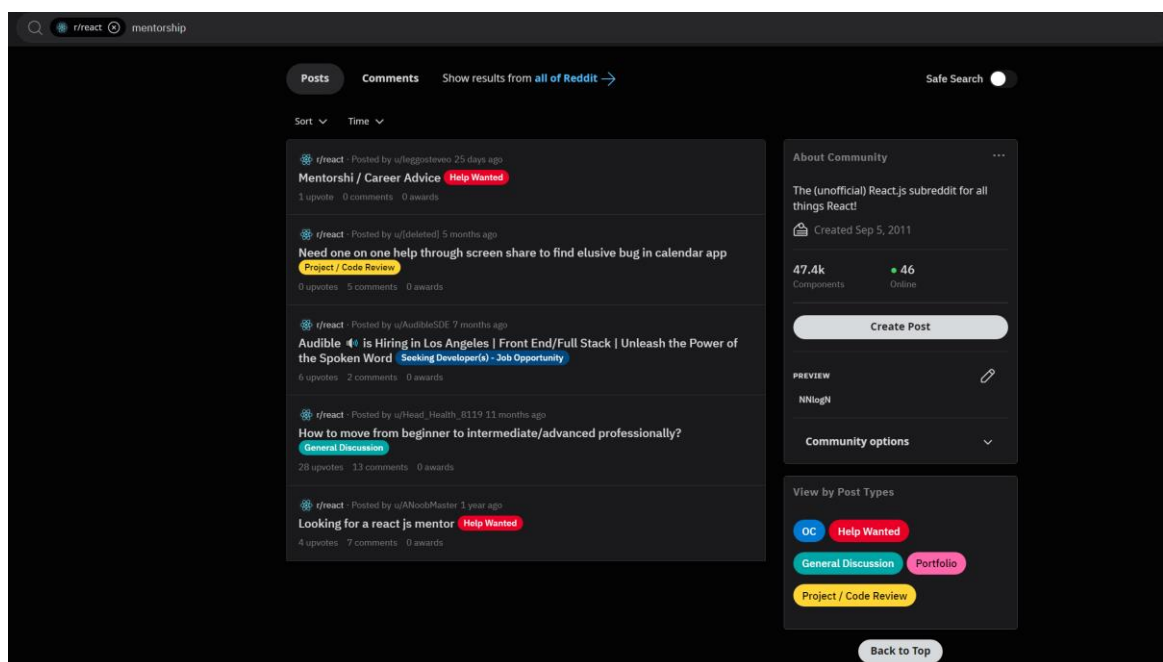 r/react mentorship
Posts Comments Show results from all of Reddit → Safe Search
Sort Time
r/react · Posted by u/leggosteveo 25 days ago
Mentorshi / Career Advice Help Wanted
1 upvote 0 comments 0 awards
r/react · Posted by u/[deleted] 5 months ago
Need one on one help through screen share to find elusive bug in calendar app
Project / Code Review
0 upvotes 5 comments 0 awards
r/react · Posted by u/AudibleSDE 7 months ago
Audible 🔊 is Hiring in Los Angeles | Front End/Full Stack | Unleash the Power of
the Spoken Word Seeking Developer(s) - Job Opportunity
6 upvotes 2 comments 0 awards
r/react · Posted by u/Head_Health_8119 11 months ago
How to move from beginner to intermediate/advanced professionally?
General Discussion
28 upvotes 13 comments 0 awards
r/react · Posted by u/ANoobMaster 1 year ago
Looking for a react js mentor Help Wanted
4 upvotes 7 comments 0 awards
About Community ...
The (unofficial) React.js subreddit for all
things React!
Created Sep 5, 2011
47.4k 46
Components Online
Create Post
PREVIEW
NNlogN
Community options
View by Post Types
OC Help Wanted
General Discussion Portfolio
Project / Code Review
Back to Top